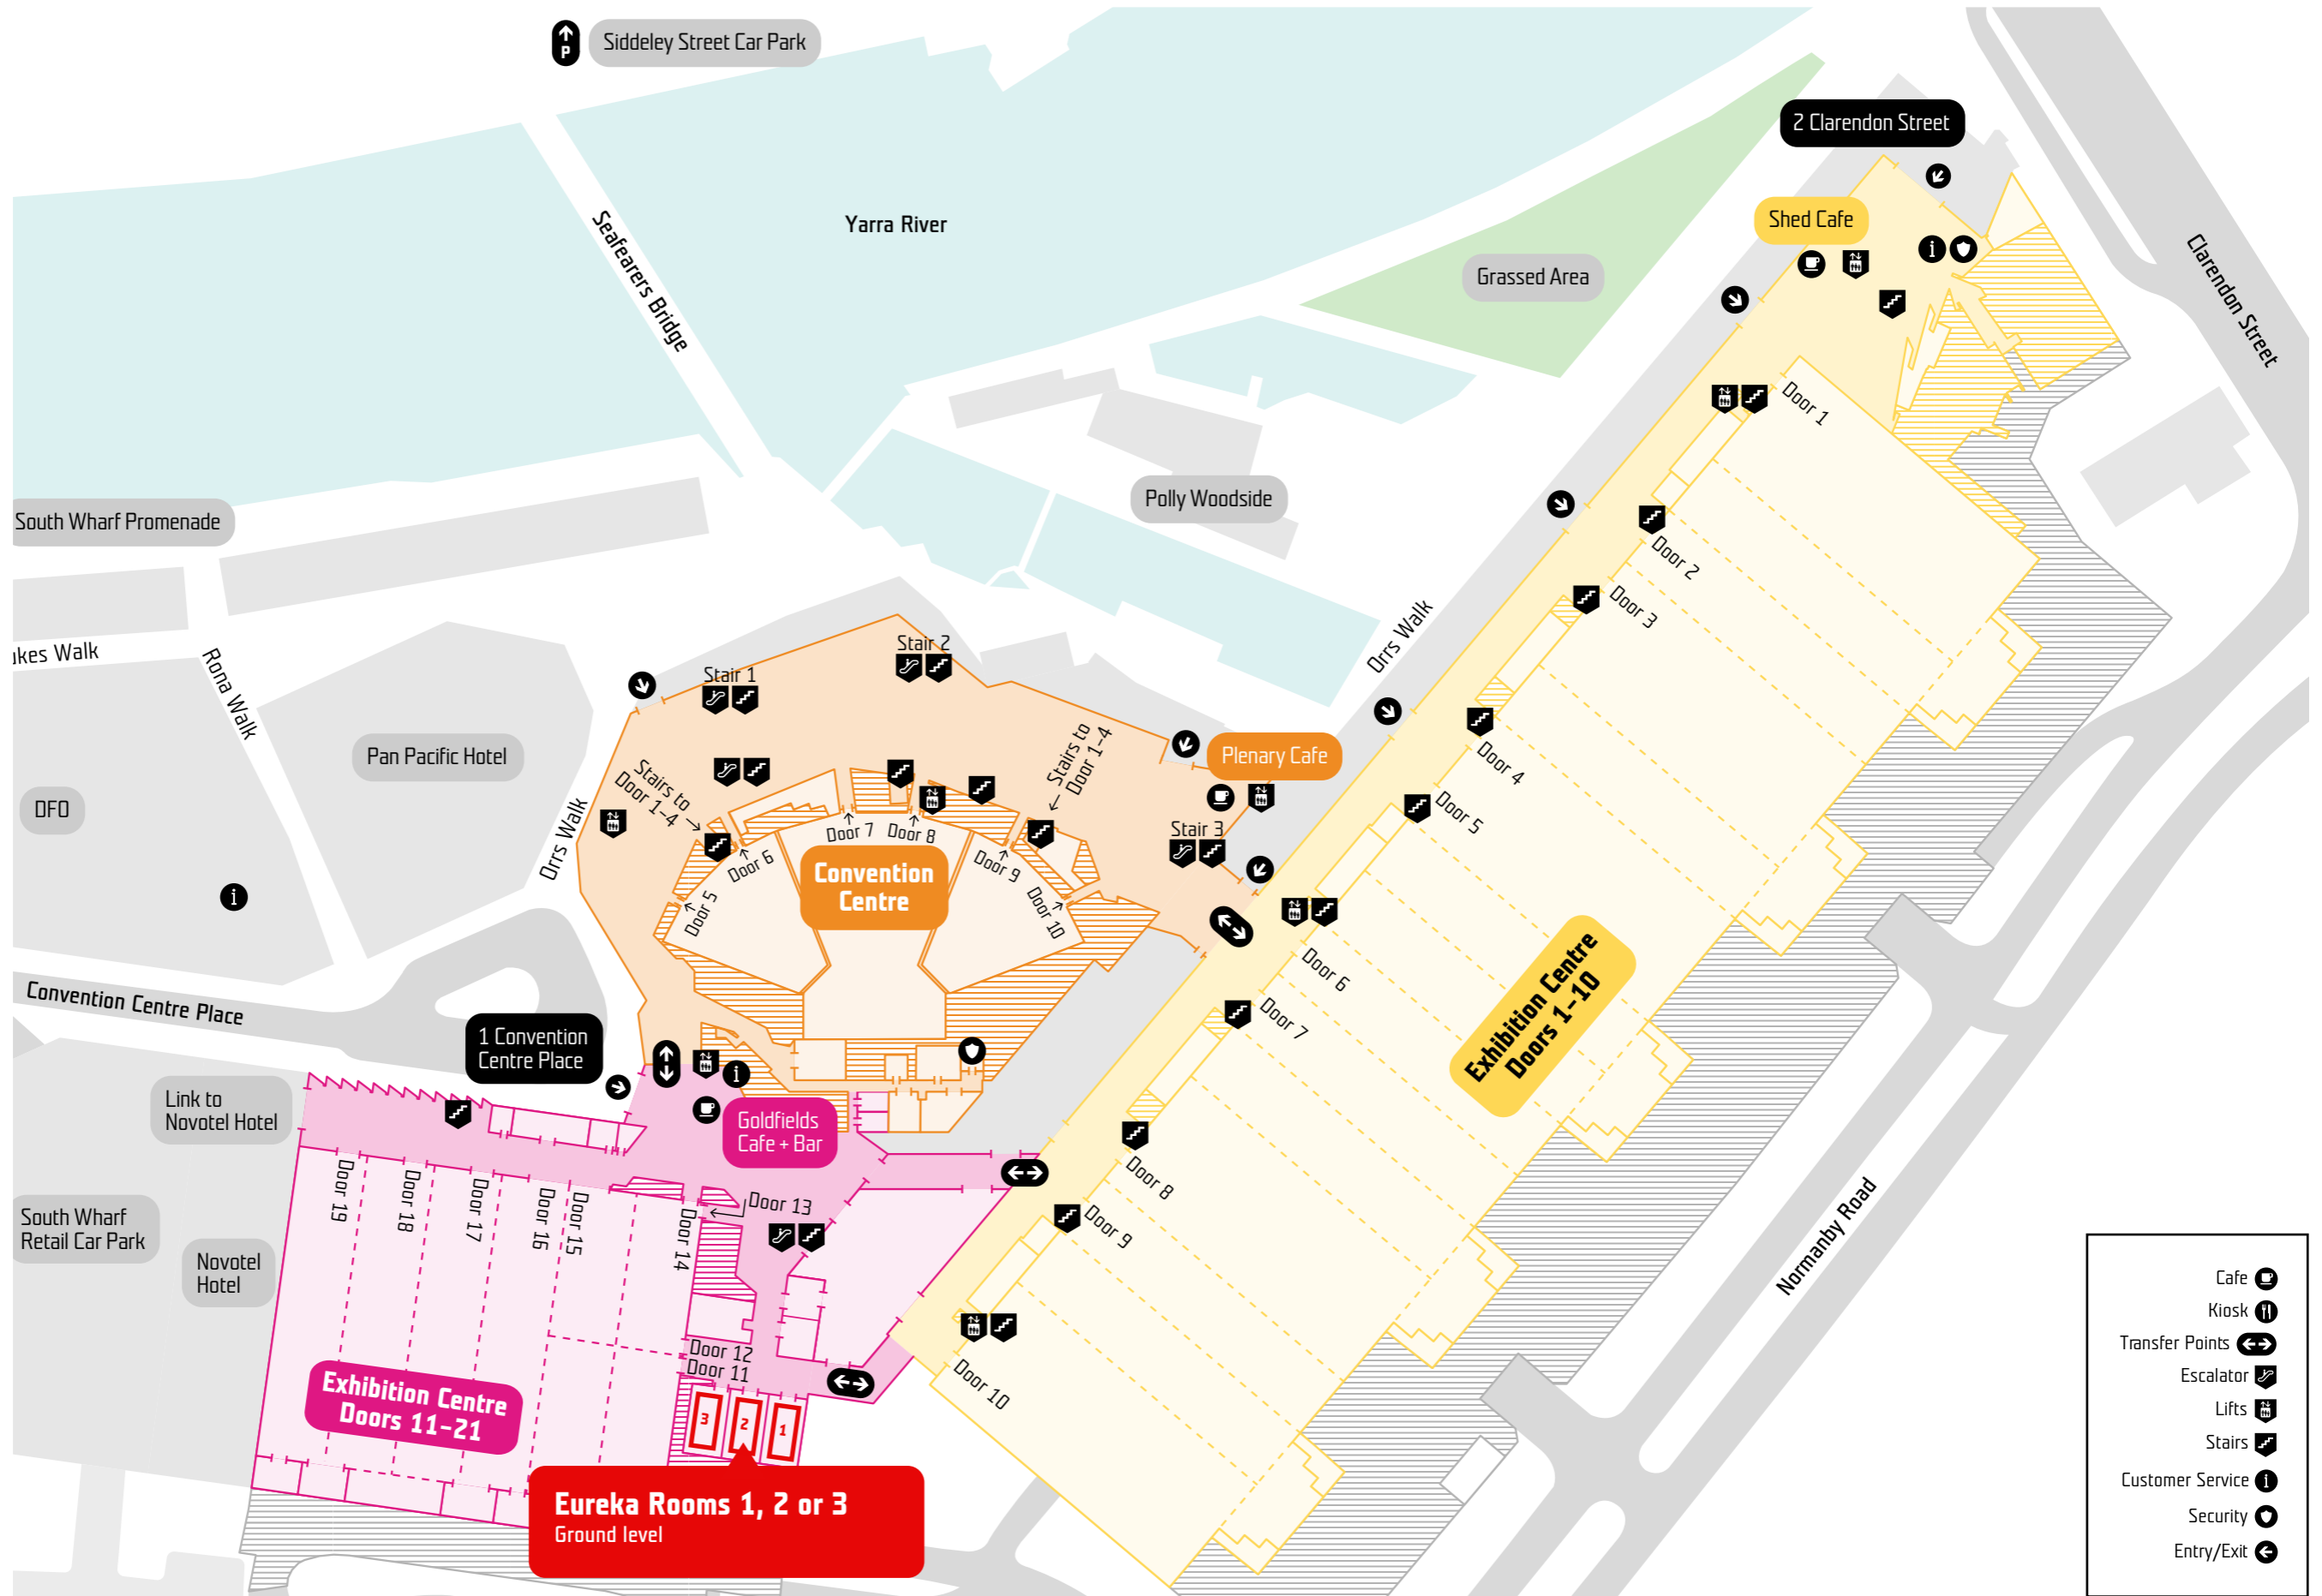 P
Siddeley Street Car Park
2 Clarendon Street
Shed Cafe
Seafearers Bridge
Yarra River
Grassed Area
Clarendon Street
Door 1
Polly Woodside
South Wharf Promenade
Door 2
Door 3
Orrs Walk
Stair 2
Stair 1
Rona Walk
Pan Pacific Hotel
Plenary Cafe
Stairs to
Door 1-4
Stairs to
Door 1-4
Door 4
DFO
Orrs Walk
Door 5
Stair 3
Door 7
Door 8
Door 6
Door 9
Door 5
Door 10
Convention
Centre
Door 6
Exhibition Centre
Doors 1-10
Door 7
Convention Centre Place
1 Convention
Centre Place
Link to
Novotel Hotel
Goldfields
Cafe + Bar
Door 8
Door 19
Door 18
Door 17
Door 16
Door 15
Door 14
Door 13
South Wharf
Retail Car Park
Novotel
Hotel
Door 9
Normanby Road
Door 12
Door 11
Door 10
Exhibition Centre
Doors 11-21
3
2
1
Eureka Rooms 1, 2 or 3
Ground level
Cafe
Kiosk
Transfer Points
Escalator
Lifts
Stairs
Customer Service
Security
Entry/Exit